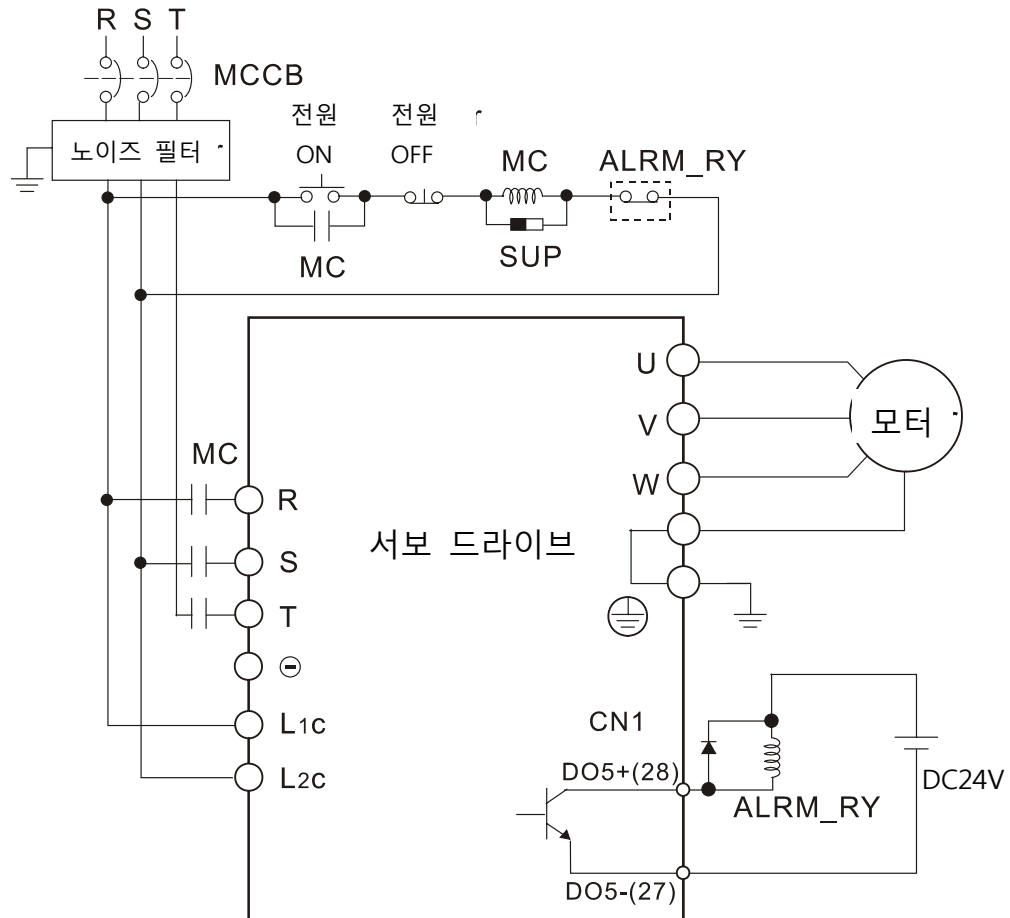 R S T
MCCB
노이즈 필터
전원
ON
전원
OFF
MC
ALRM_RY
MC
SUP
MC
R
S
T
⊖
L1c
L2c
서보 드라이브
U
V
W
모터
CN1
DO5+(28)
DO5-(27)
ALRM_RY
DC24V